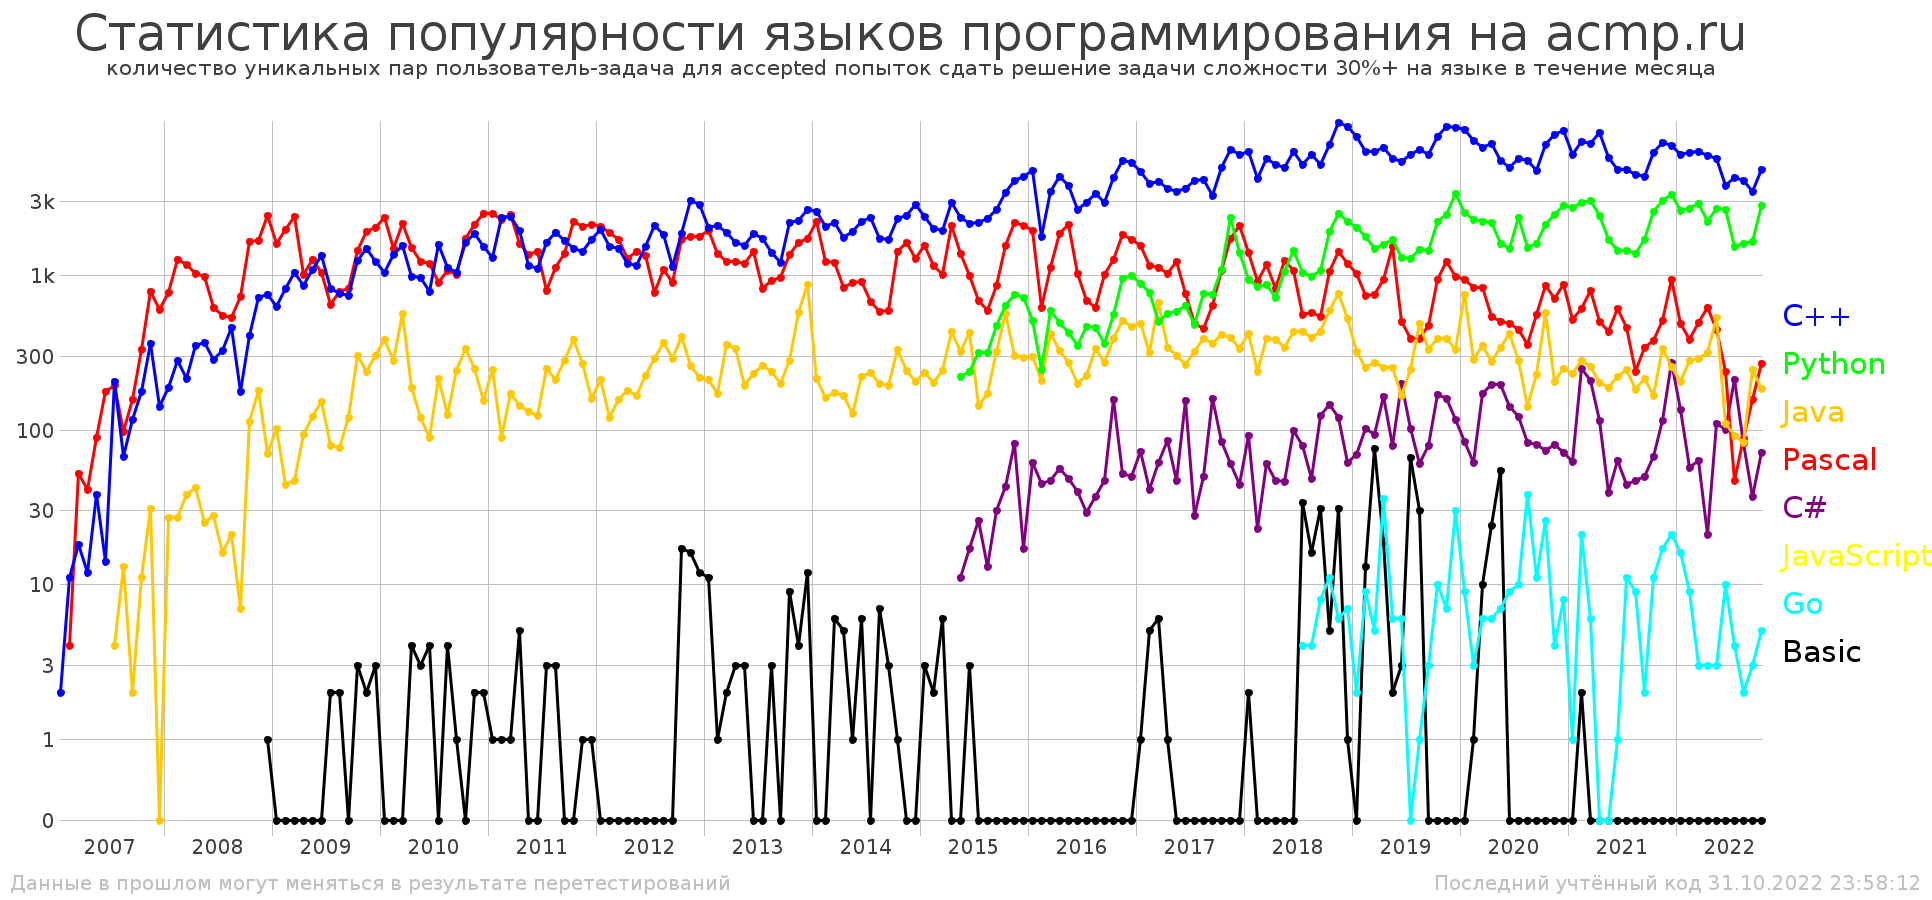 Статистика популярности языков программирования на acmp.ru
количество уникальных пар пользователь-задача для accepted попыток сдать решение задачи сложности 30%+ на языке в течение месяца
3k
1k
300
100
30
10
3
1
0
C++
Python
Java
Pascal
C#
JavaScript
Go
Basic
2007 2008 2009 2010 2011 2012 2013 2014 2015 2016 2017 2018 2019 2020 2021 2022
Данные в прошлом могут меняться в результате перетестирований
Последний учтённый код 31.10.2022 23:58:12